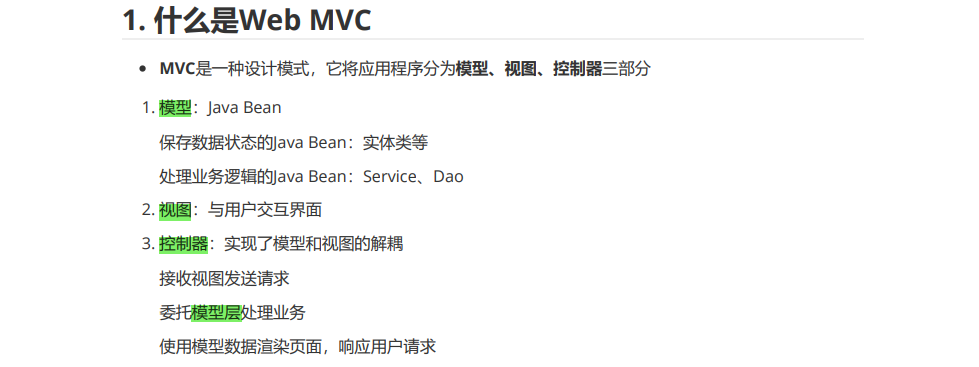 1. 什么是Web MVC
MVC是一种设计模式，它将应用程序分为模型、视图、控制器三部分
1. 模型：Java Bean
保存数据状态的Java Bean：实体类等
处理业务逻辑的Java Bean：Service、Dao
2. 视图：与用户交互界面
3. 控制器：实现了模型和视图的解耦
接收视图发送请求
委托模型层处理业务
使用模型数据渲染页面，响应用户请求